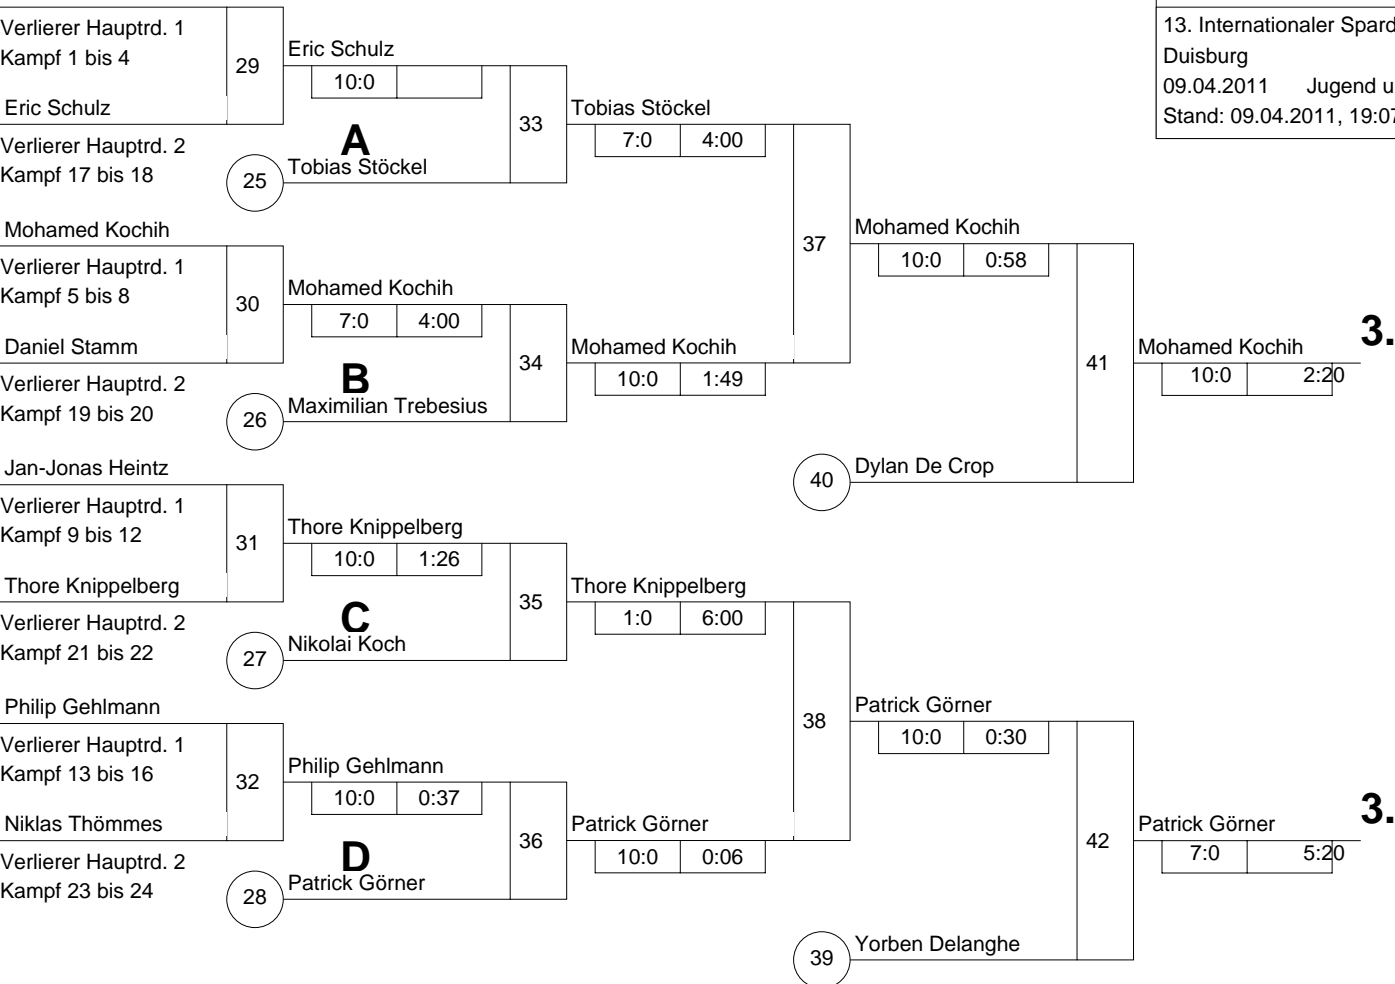 13. Internationaler Spard
Duisburg
09.04.2011 Jugend u
Stand: 09.04.2011, 19:07
Verlierer Hauptrd. 1
Kampf 1 bis 4
29
Eric Schulz
10:0
Eric Schulz
Verlierer Hauptrd. 2
Kampf 17 bis 18
A
25
Tobias Stöckel
33
Tobias Stöckel
7:0 4:00
Mohamed Kochih
Verlierer Hauptrd. 1
Kampf 5 bis 8
30
Mohamed Kochih
7:0 4:00
Daniel Stamm
Verlierer Hauptrd. 2
Kampf 19 bis 20
B
26
Maximilian Trebesius
34
Mohamed Kochih
10:0 1:49
37
Mohamed Kochih
10:0 0:58
40
Dylan De Crop
41
Mohamed Kochih
10:0 2:20
3.
Jan-Jonas Heintz
Verlierer Hauptrd. 1
Kampf 9 bis 12
31
Thore Knippelberg
10:0 1:26
Thore Knippelberg
Verlierer Hauptrd. 2
Kampf 21 bis 22
C
27
Nikolai Koch
35
Thore Knippelberg
1:0 6:00
Philip Gehlmann
Verlierer Hauptrd. 1
Kampf 13 bis 16
32
Philip Gehlmann
10:0 0:37
Niklas Thömmes
Verlierer Hauptrd. 2
Kampf 23 bis 24
D
28
Patrick Görner
36
Patrick Görner
10:0 0:06
38
Patrick Görner
10:0 0:30
39
Yorben Delanghe
42
Patrick Görner
7:0 5:20
3.